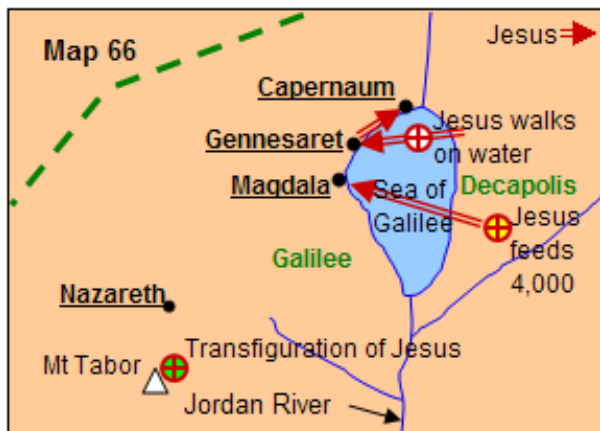 Map 66
Jesus
Capernaum
Gennesaret
Jesus walks
on water
Magdala
Sea of
Galilee
Decapolis
Jesus
feeds
4,000
Galilee
Nazareth
Mt Tabor
Transfiguration of Jesus
Jordan River